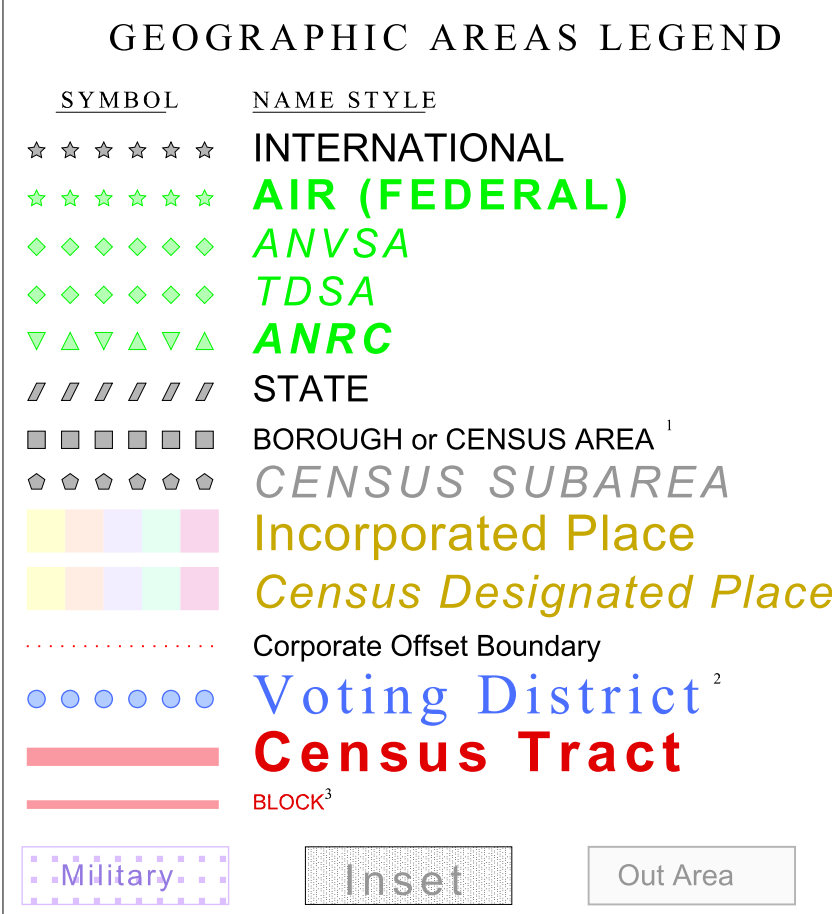 GEOGRAPHIC AREAS LEGEND
SYMBOL NAME STYLE
INTERNATIONAL
AIR (FEDERAL)
ANVSA
TDSA
ANRC
STATE
BOROUGH or CENSUS AREA 1
CENSUS SUBAREA
Incorporated Place
Census Designated Place
Corporate Offset Boundary
Voting District 2
Census Tract
BLOCK3
Military Inset Out Area